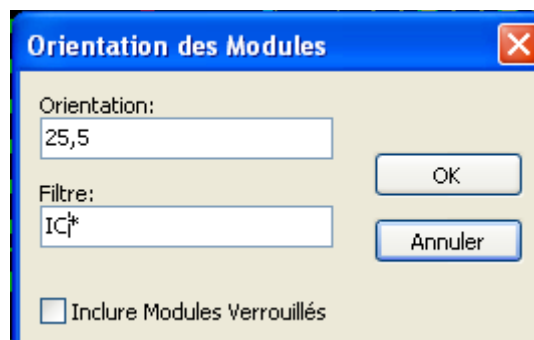 Orientation des Modules
Orientation:
25,5
OK
Filtre:
IC*
Annuler
Inclure Modules Verrouillés